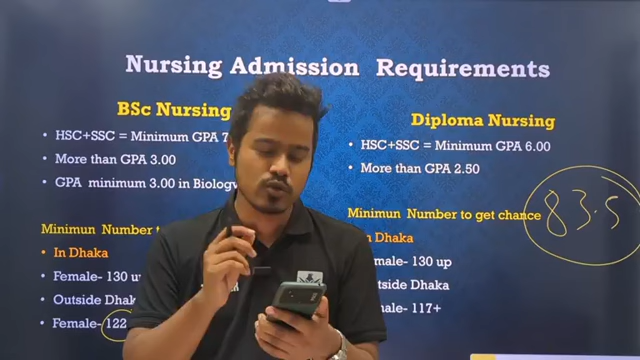 Nursing Admission Requirements
BSc Nursing
HSC+SSC = Minimum GPA 7
More than GPA 3.00
GPA minimum 3.00 in Biology
Minimun Number
In Dhaka
Female- 130 up
Outside Dhak
Female- 122
Diploma Nursing
HSC+SSC = Minimum GPA 6.00
More than GPA 2.50
Minimun Number to get chance
n Dhaka
male- 130 up
utside Dhaka
male- 117+
83.5